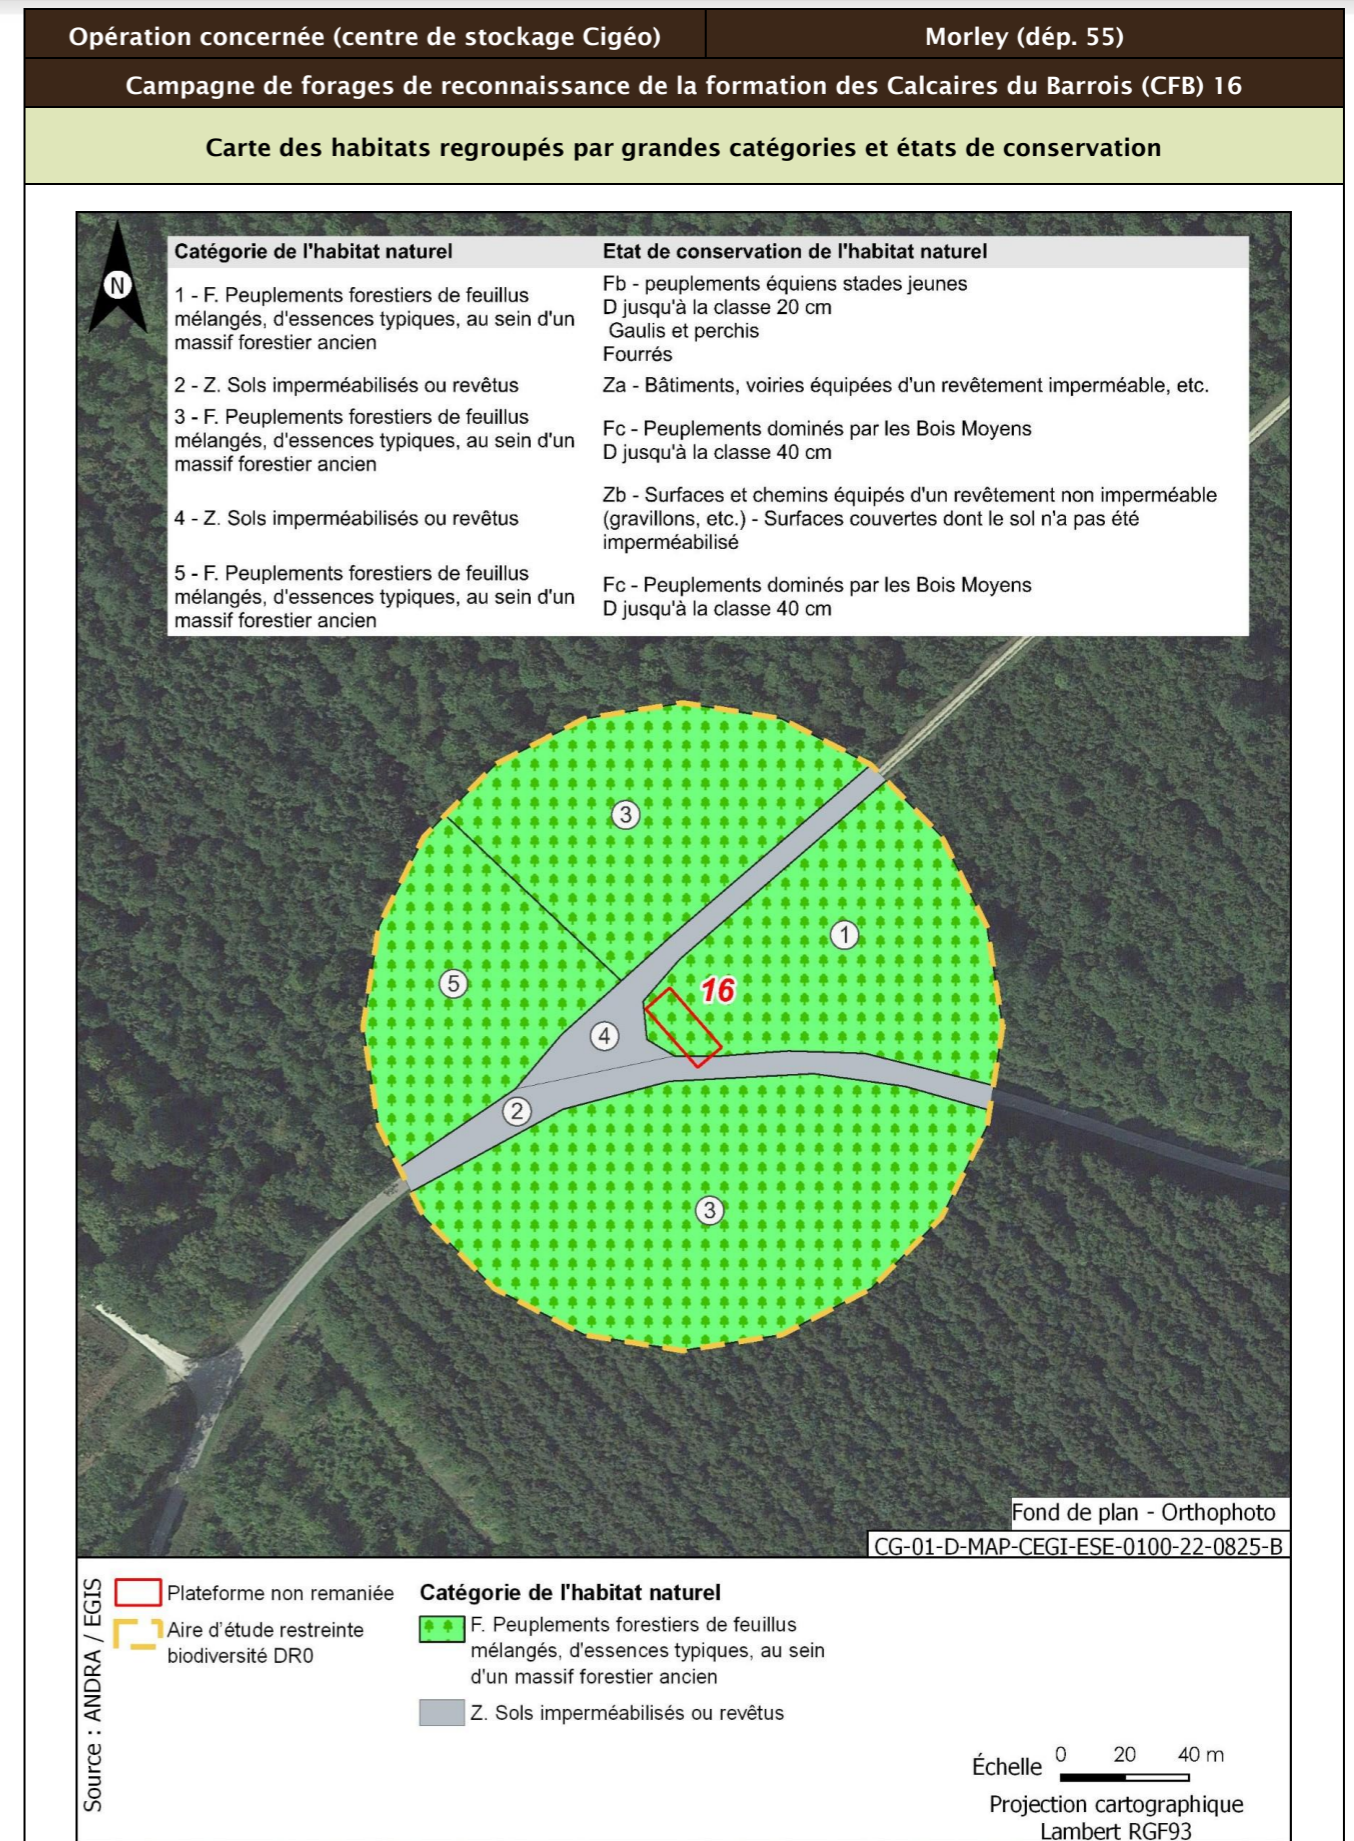 Opération concernée (centre de stockage Cigéo)
Morley (dép. 55)
Campagne de forages de reconnaissance de la formation des Calcaires du Barrois (CFB) 16
Carte des habitats regroupés par grandes catégories et états de conservation
N
Catégorie de l'habitat naturel
Etat de conservation de l'habitat naturel
1 - F. Peuplements forestiers de feuillus
mélangés, d'essences typiques, au sein d'un
massif forestier ancien
Fb - peuplements équiens stades jeunes
D jusqu'à la classe 20 cm
Gaulis et perchis
Fourrés
2 - Z. Sols imperméabilisés ou revêtus
Za - Bâtiments, voiries équipées d'un revêtement imperméable, etc.
3 - F. Peuplements forestiers de feuillus
mélangés, d'essences typiques, au sein d'un
massif forestier ancien
Fc - Peuplements dominés par les Bois Moyens
D jusqu'à la classe 40 cm
4 - Z. Sols imperméabilisés ou revêtus
Zb - Surfaces et chemins équipés d'un revêtement non imperméable
(gravillons, etc.) - Surfaces couvertes dont le sol n'a pas été
imperméabilisé
5 - F. Peuplements forestiers de feuillus
mélangés, d'essences typiques, au sein d'un
massif forestier ancien
Fc - Peuplements dominés par les Bois Moyens
D jusqu'à la classe 40 cm
3
1
5
16
4
2
3
Fond de plan - Orthophoto
CG-01-D-MAP-CEGI-ESE-0100-22-0825-B
Source : ANDRA / EGIS
Plateforme non remaniée
Aire d'étude restreinte
biodiversité DR0
Catégorie de l'habitat naturel
F. Peuplements forestiers de feuillus
mélangés, d'essences typiques, au sein
d'un massif forestier ancien
Z. Sols imperméabilisés ou revêtus
Échelle 0 20 40 m
Projection cartographique
Lambert RGF93